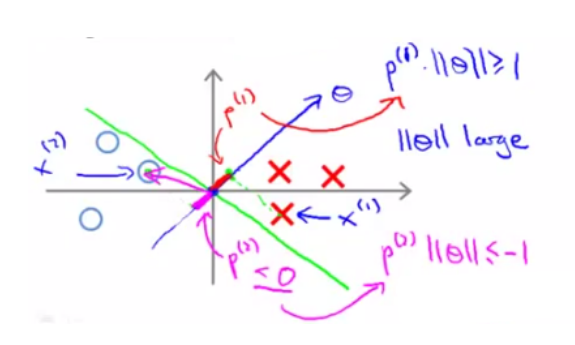 p⁽¹⁾·||θ|| ≥ 1
θ
p⁽¹⁾
||θ|| large
x⁽²⁾
x⁽¹⁾
p⁽²⁾ ||θ|| ≤ -1
p⁽²⁾
≤ 0